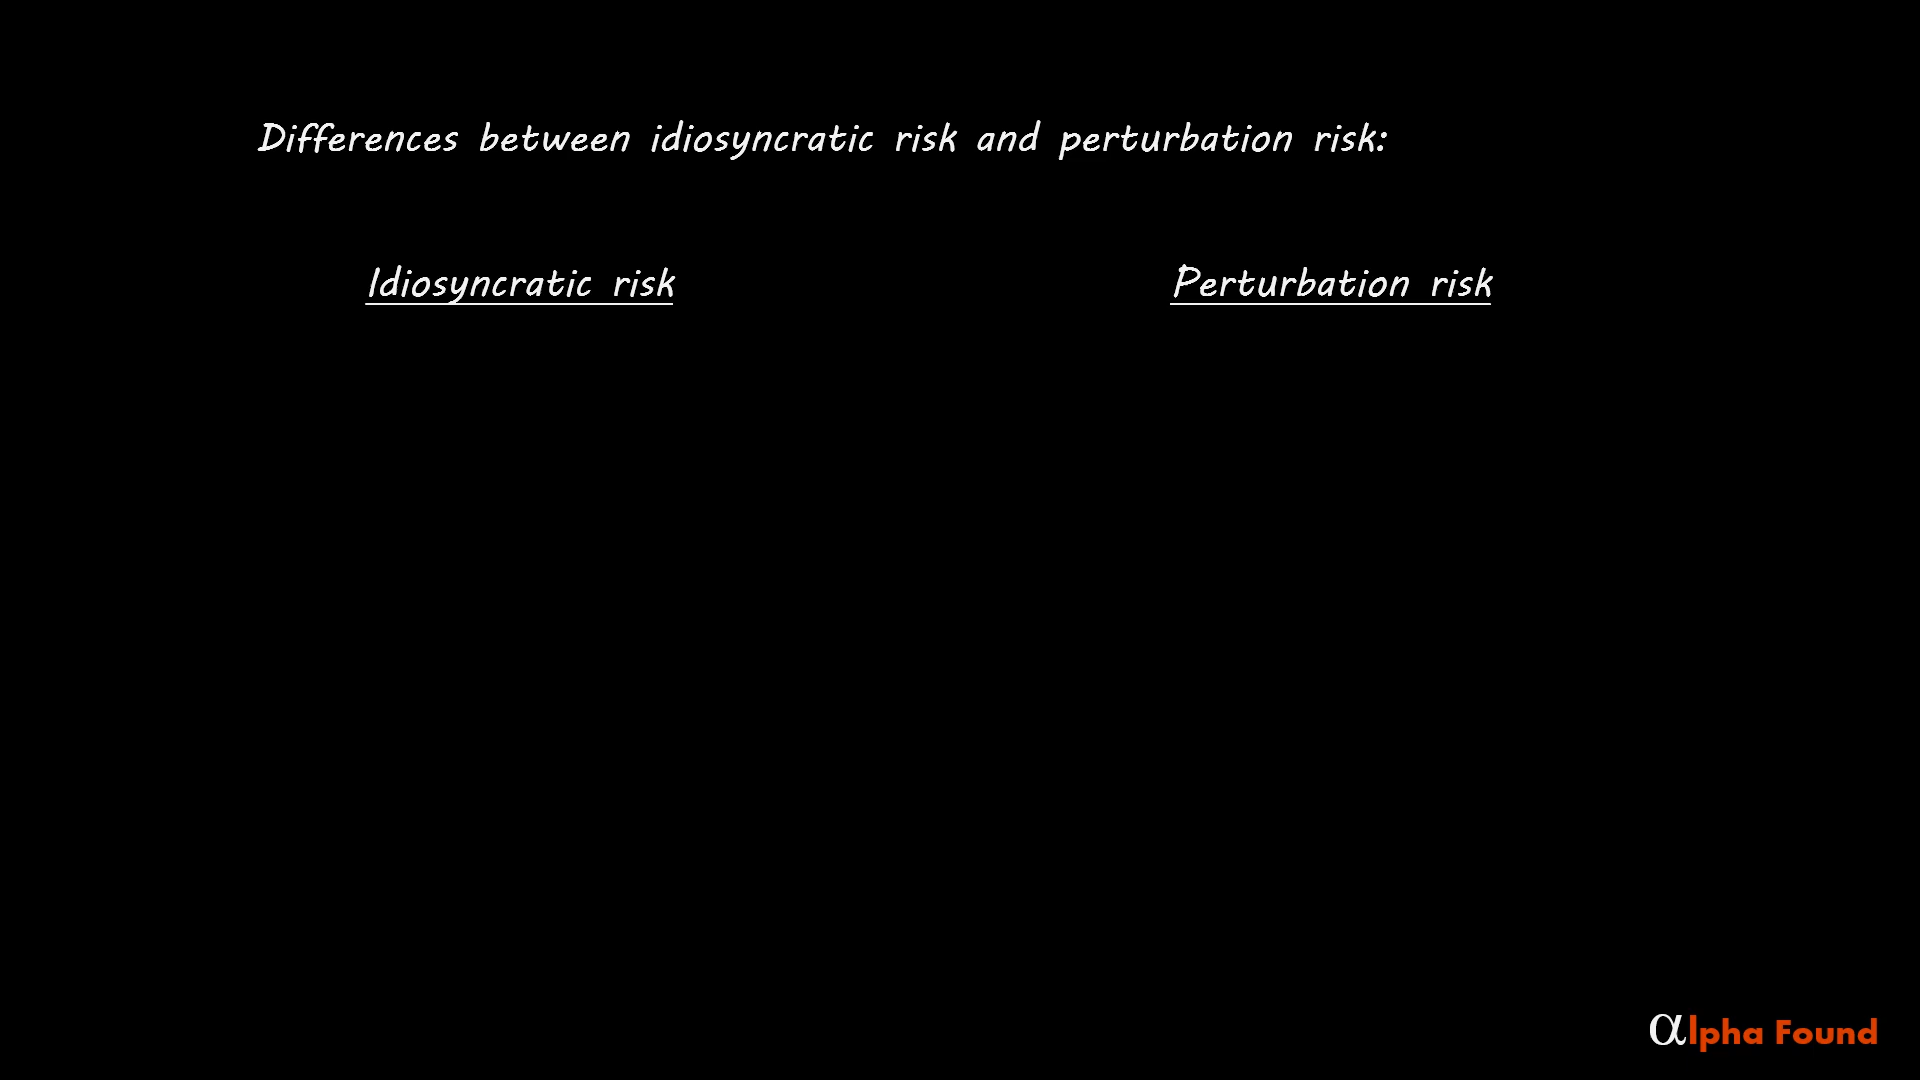 Differences between idiosyncratic risk and perturbation risk:
Idiosyncratic risk
Perturbation risk
αlpha Found